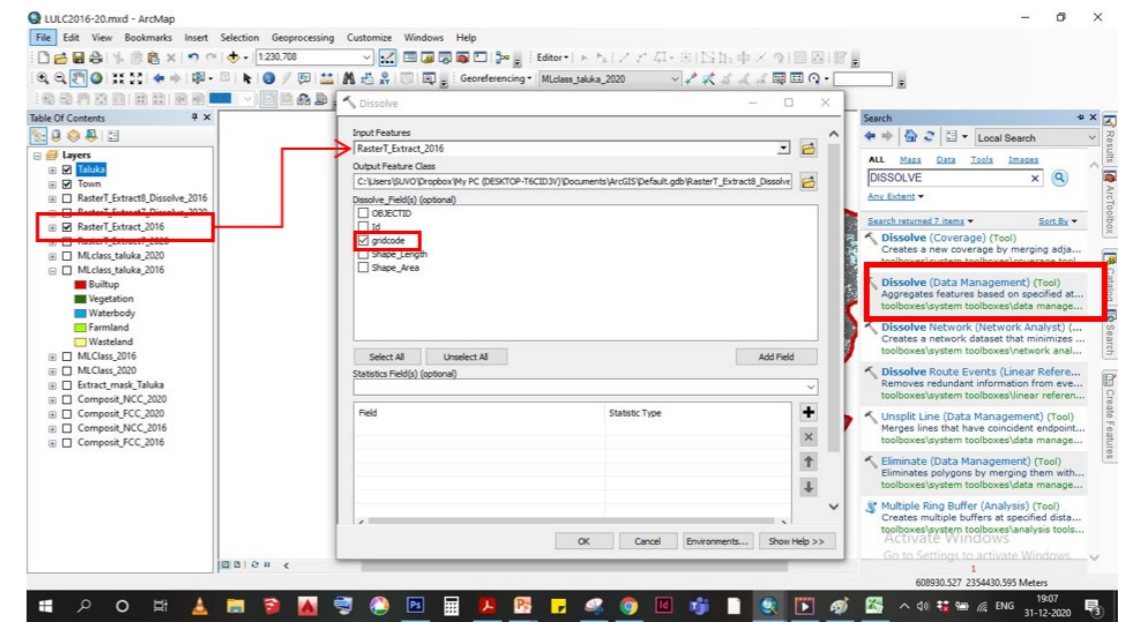 LULC2016-20.mxd - ArcMap
File Edit View Bookmarks Insert Selection Geoprocessing Customize Windows Help
1:230,708
Editor
Georeferencing MLclass_taluka_2020
Table Of Contents
Layers
Taluka
Town
RasterT_Extract8_Dissolve_2016
RasterT_Extract7_Dissolve_2020
RasterT_Extract_2016
MLclass_taluka_2020
MLclass_taluka_2016
Builtup
Vegetation
Waterbody
Farmland
Wasteland
MLClass_2016
MLClass_2020
Extract_mask_Taluka
Composit_NCC_2020
Composit_FCC_2020
Composit_NCC_2016
Composit_FCC_2016
Dissolve
Input Features
RasterT_Extract_2016
Output Feature Class
C:\Users\SUVO\Dropbox\My PC (DESKTOP-T6CID3V)\Documents\ArcGIS\Default.gdb\RasterT_Extract8_Dissolve
Dissolve_Field(s) (optional)
OBJECTID
Id
gridcode
Shape_Length
Shape_Area
Select All Unselect All Add Field
Statistics Field(s) (optional)
Field Statistic Type
OK Cancel Environments... Show Help >>
Search
Local Search
ALL Maps Data Tools Images
DISSOLVE
Any Extent
Search returned 7 items Sort By
Dissolve (Coverage) (Tool)
Creates a new coverage by merging adja...
toolboxes\system toolboxes\coverage tool
Dissolve (Data Management) (Tool)
Aggregates features based on specified at...
toolboxes\system toolboxes\data manage...
Dissolve Network (Network Analyst) (...
Creates a network dataset that minimizes ...
toolboxes\system toolboxes\network anal...
Dissolve Route Events (Linear Refere...
Removes redundant information from eve...
toolboxes\system toolboxes\linear referen...
Unsplit Line (Data Management) (Tool)
Merges lines that have coincident endpoint...
toolboxes\system toolboxes\data manage...
Eliminate (Data Management) (Tool)
Eliminates polygons by merging them with...
toolboxes\system toolboxes\data manage...
Multiple Ring Buffer (Analysis) (Tool)
Creates multiple buffers at specified dista...
toolboxes\system toolboxes\analysis tools...
Activate Windows
Go to Settings to activate Windows.
1
Results
ArcToolbox
Catalog
Search
Create Features
608930.527 2354430.595 Meters
Ps
Id
ENG
19:07
31-12-2020
3